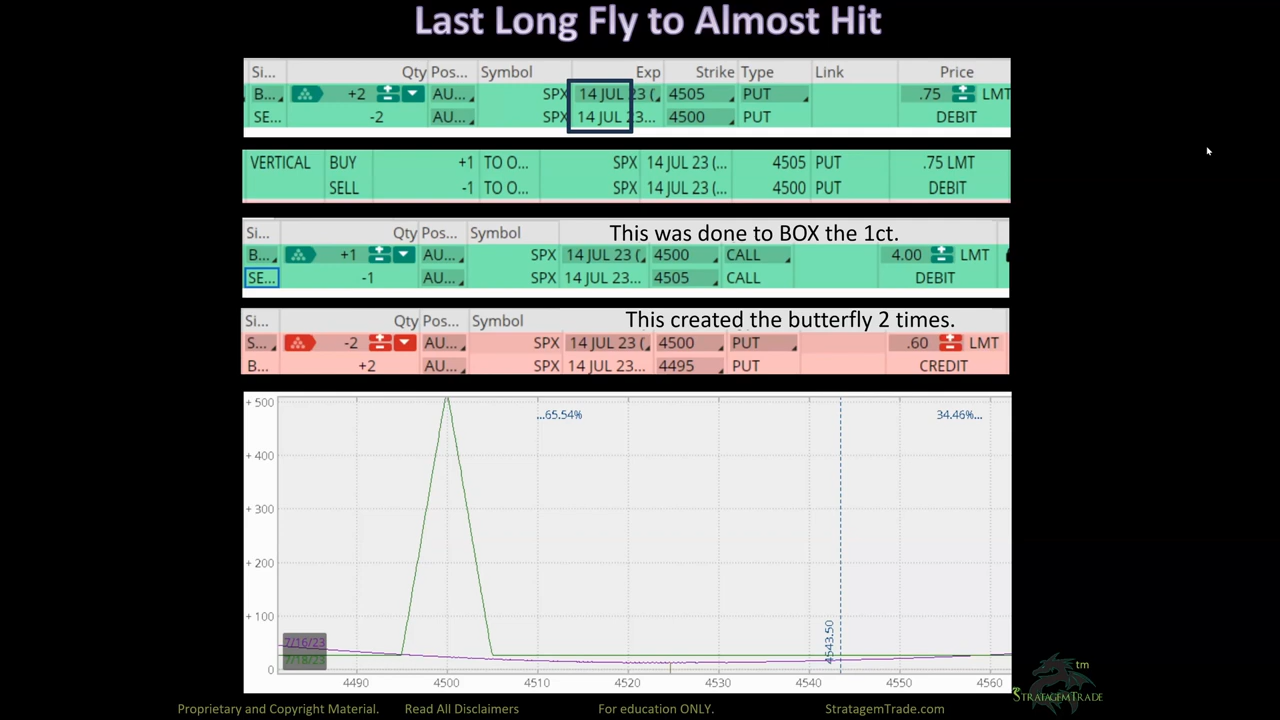 Last Long Fly to Almost Hit
Si... Qty Pos... Symbol Exp Strike Type Link Price
B... +2 AU... SPX 14 JUL 23 (, 4505 PUT .75 LMT
SE... -2 AU... SPX 14 JUL 23... 4500 PUT DEBIT
VERTICAL BUY +1 TO O... SPX 14 JUL 23 (... 4505 PUT .75 LMT
SELL -1 TO O... SPX 14 JUL 23 (... 4500 PUT DEBIT
Si... Qty Pos... Symbol This was done to BOX the 1ct.
B... +1 AU... SPX 14 JUL 23 (, 4500 CALL 4.00 LMT
SE... -1 AU... SPX 14 JUL 23... 4505 CALL DEBIT
Si... Qty Pos... Symbol This created the butterfly 2 times.
S... -2 AU... SPX 14 JUL 23 (, 4500 PUT .60 LMT
B... +2 AU... SPX 14 JUL 23... 4495 PUT CREDIT
+500
...65.54% 34.46%...
+400
+300
+200
+100
4543.50
7/16/23
7/18/23
0
4490 4500 4510 4520 4530 4540 4550 4560
tm
STRATAGEMTRADE
Proprietary and Copyright Material. Read All Disclaimers For education ONLY. StratagemTrade.com